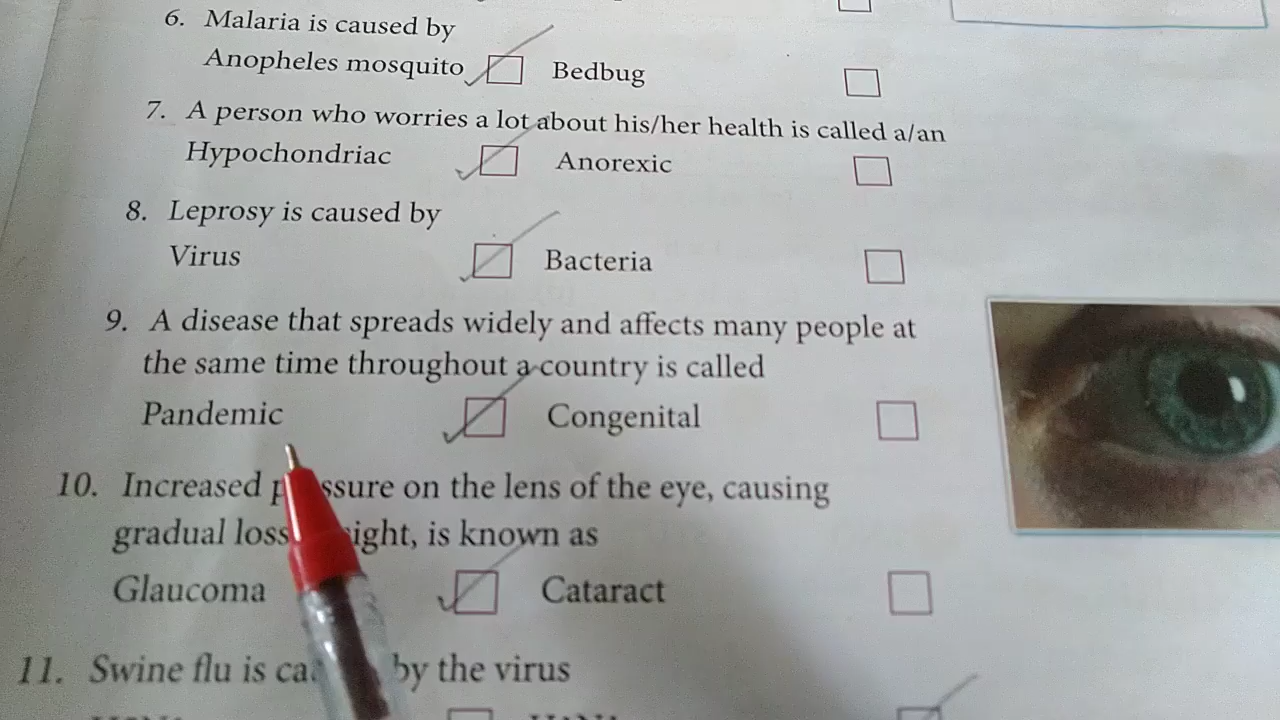 6. Malaria is caused by
Anopheles mosquito Bedbug
7. A person who worries a lot about his/her health is called a/an
Hypochondriac Anorexic
8. Leprosy is caused by
Virus Bacteria
9. A disease that spreads widely and affects many people at
the same time throughout a country is called
Pandemic Congenital
10. Increased on the lens of the eye, causing
gradual loss is known as
Glaucoma Cataract
11. Swine flu is by the virus